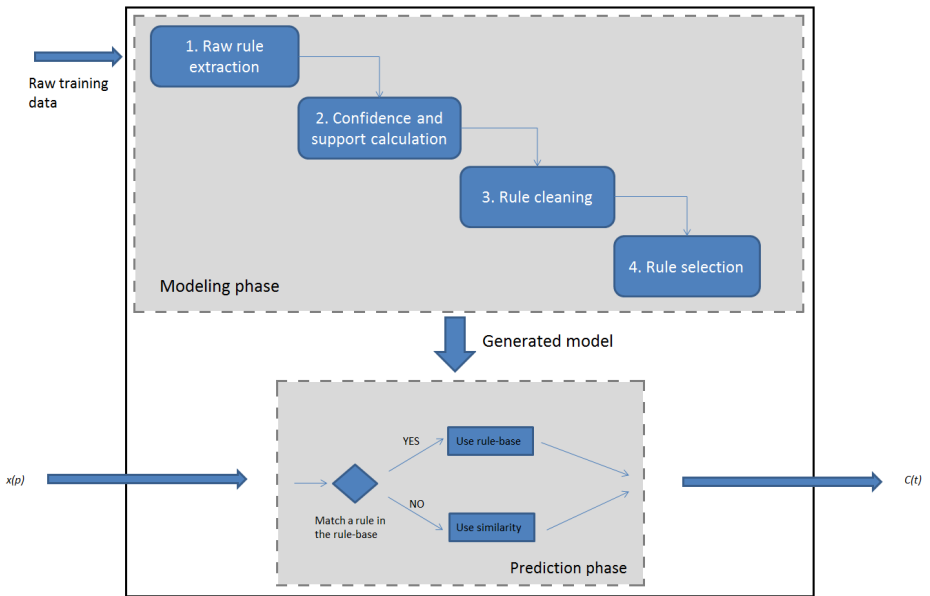 1. Raw rule
extraction
Raw training
data
2. Confidence and
support calculation
3. Rule cleaning
4. Rule selection
Modeling phase
Generated model
YES
Use rule-base
x(p)
C(t)
NO
Match a rule in
the rule-base
Use similarity
Prediction phase